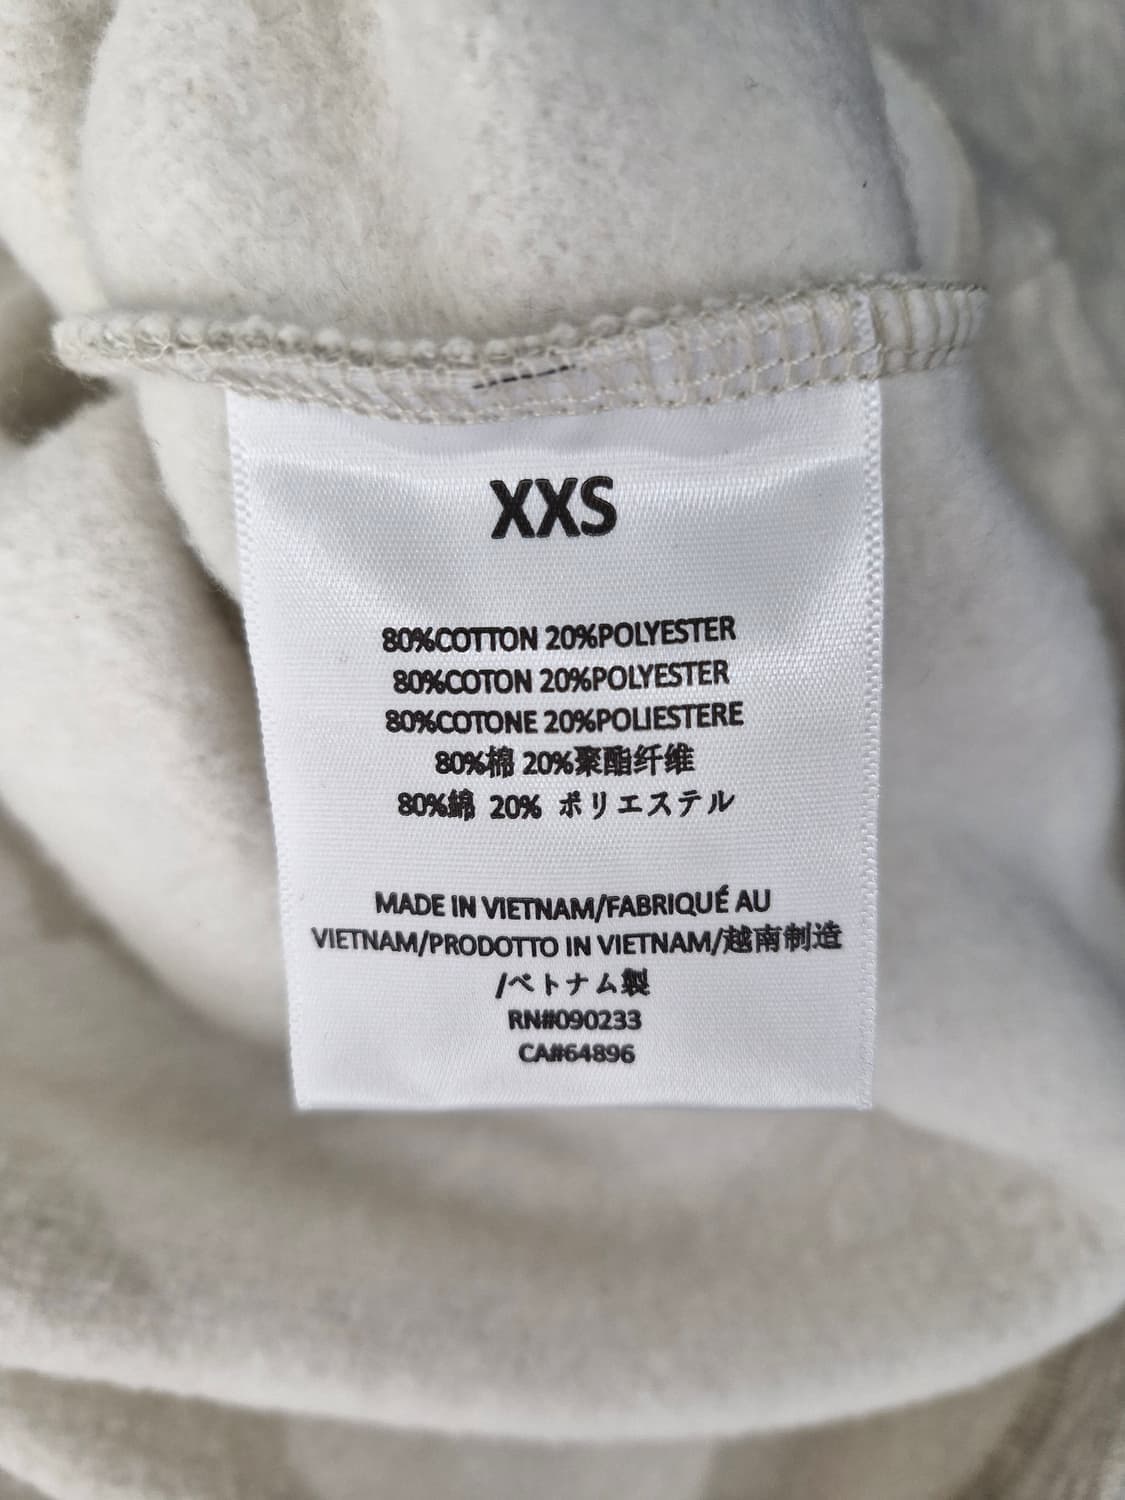 XXS
80%COTTON 20%POLYESTER
80%COTON 20%POLYESTER
80%COTONE 20%POLIESTERE
80%棉 20%聚酯纤维
80%綿 20% ポリエステル
MADE IN VIETNAM/FABRIQUÉ AU
VIETNAM/PRODOTTO IN VIETNAM/越南制造
/ベトナム製
RN#090233
CA#64896